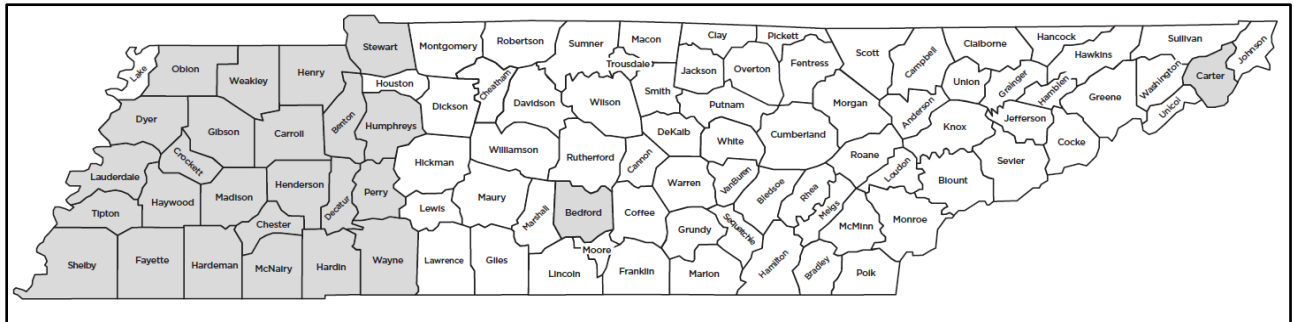 Lake
Obion
Weakley
Henry
Stewart
Montgomery
Robertson
Sumner
Macon
Trousdale
Clay
Pickett
Scott
Campbell
Claiborne
Hancock
Hawkins
Sullivan
Johnson
Carter
Washington
Unicoi
Greene
Hamblen
Grainger
Union
Jefferson
Cocke
Sevier
Knox
Anderson
Morgan
Fentress
Overton
Jackson
Smith
Putnam
Wilson
Davidson
Cheatham
Dickson
Houston
Humphreys
Benton
Carroll
Gibson
Dyer
Crockett
Lauderdale
Haywood
Madison
Henderson
Decatur
Perry
Hickman
Williamson
Rutherford
Cannon
DeKalb
White
Cumberland
Roane
Loudon
Blount
Monroe
McMinn
Meigs
Rhea
Bledsoe
VanBuren
Warren
Coffee
Bedford
Marshall
Maury
Lewis
Chester
Tipton
Shelby
Fayette
Hardeman
McNairy
Hardin
Wayne
Lawrence
Giles
Lincoln
Moore
Franklin
Grundy
Sequatchie
Marion
Hamilton
Bradley
Polk